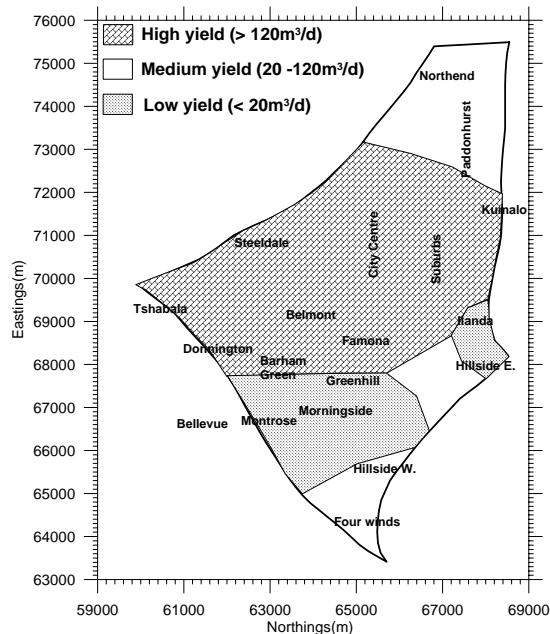 76000
75000
74000
73000
72000
71000
70000
69000
68000
67000
66000
65000
64000
63000
Eastings(m)
High yield (> 120m³/d)
Medium yield (20 -120m³/d)
Low yield (< 20m³/d)
Northend
Paddonhurst
Kumalo
Steeldale
City Centre
Suburbs
Tshabala
Belmont
Ilanda
Donnington
Famona
Barham
Green
Hillside E.
Greenhill
Morningside
Bellevue
Montrose
Hillside W.
Four winds
59000
61000
63000
65000
67000
69000
Northings(m)